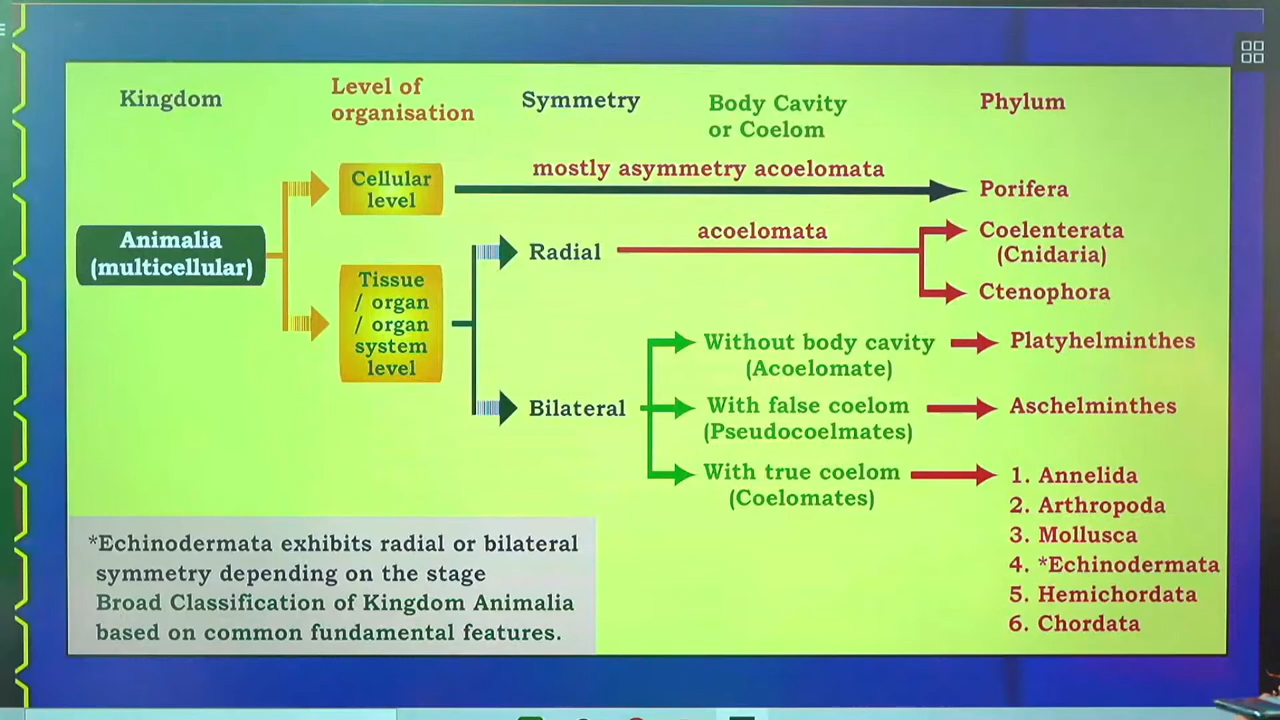 Kingdom
Level of
organisation
Symmetry
Body Cavity
or Coelom
Phylum
Animalia
(multicellular)
Cellular
level
mostly asymmetry acoelomata
Porifera
Tissue
/ organ
/ organ
system
level
Radial
acoelomata
Coelenterata
(Cnidaria)
Ctenophora
Bilateral
Without body cavity
(Acoelomate)
Platyhelminthes
With false coelom
(Pseudocoelmates)
Aschelminthes
With true coelom
(Coelomates)
1. Annelida
2. Arthropoda
3. Mollusca
4. *Echinodermata
5. Hemichordata
6. Chordata
*Echinodermata exhibits radial or bilateral
symmetry depending on the stage
Broad Classification of Kingdom Animalia
based on common fundamental features.